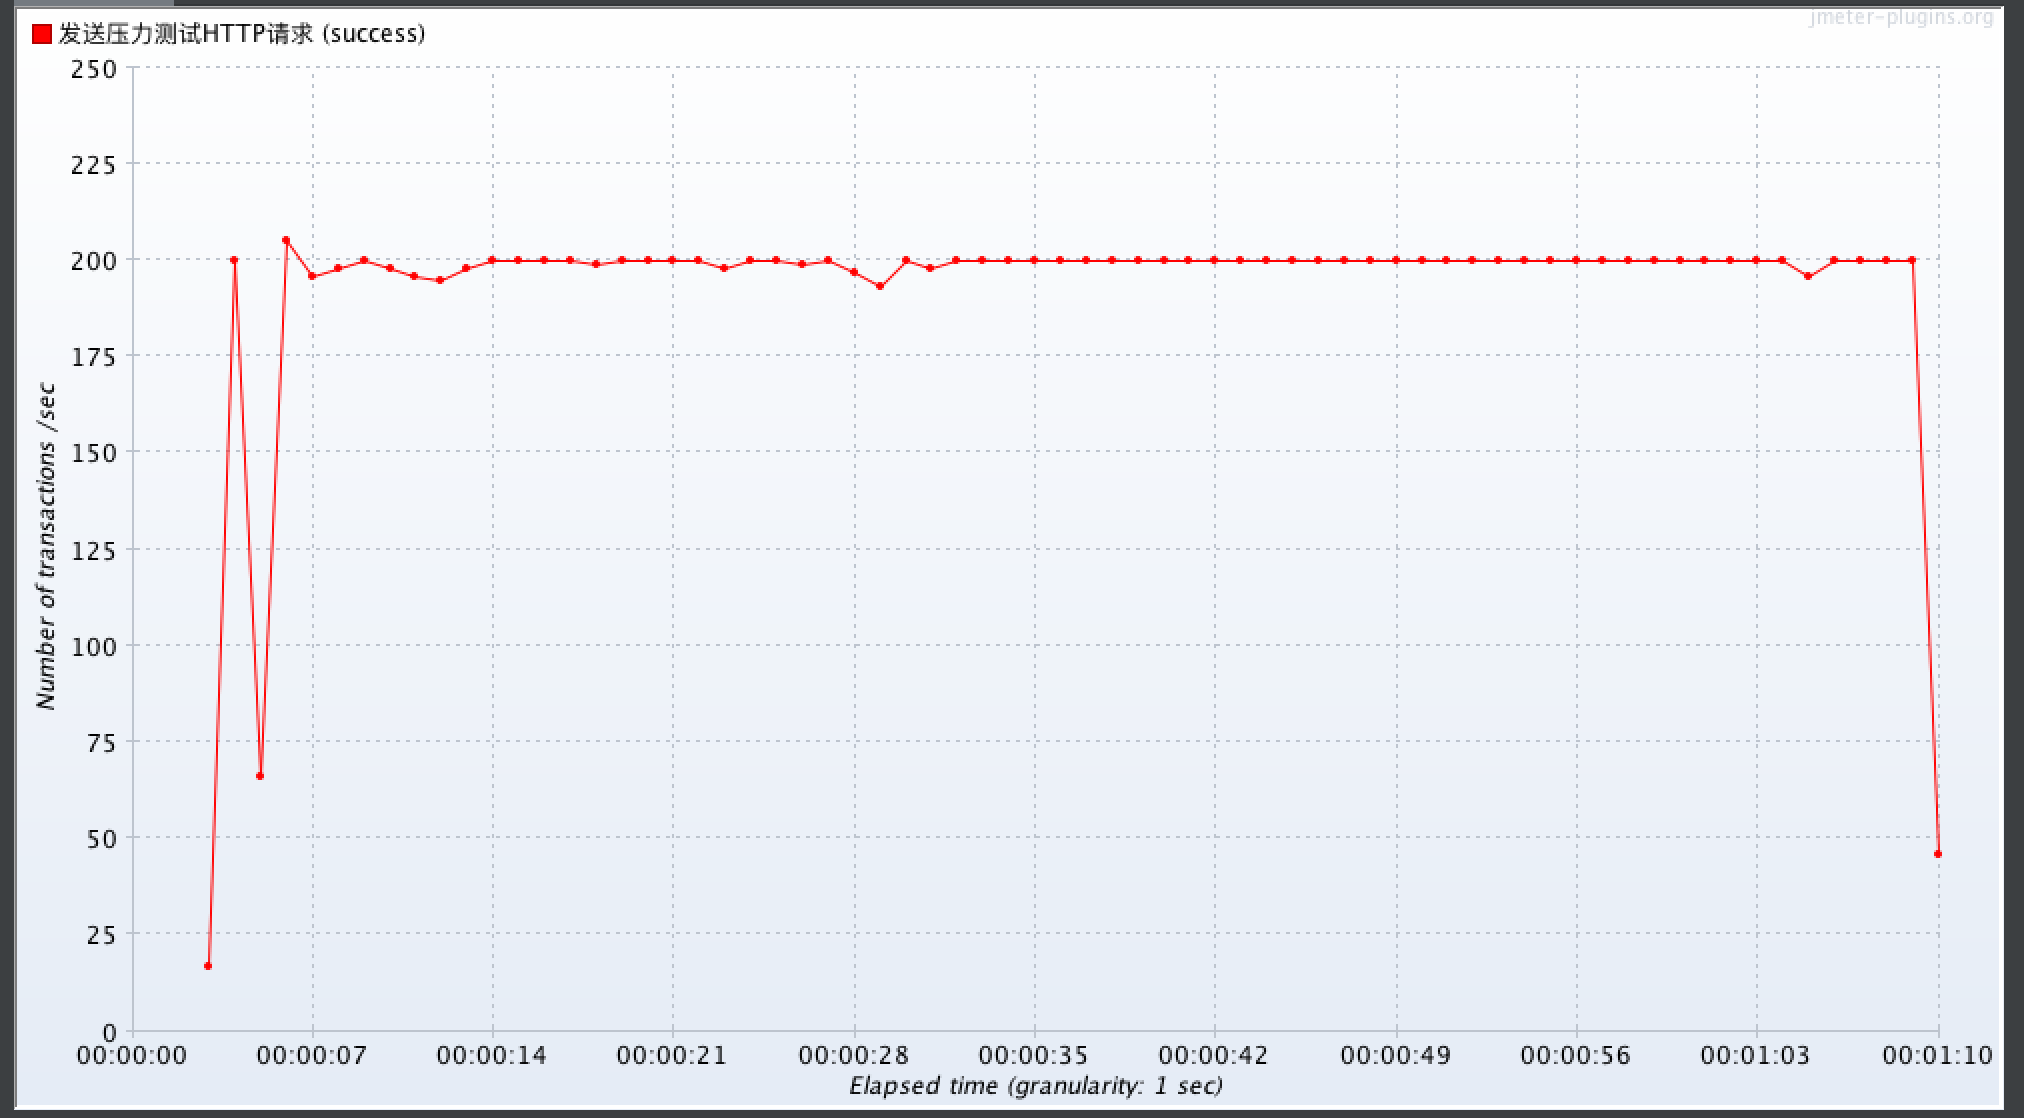 jmeter-plugins.org
发送压力测试HTTP请求 (success)
250
225
200
175
150
125
100
75
50
25
0
Number of transactions /sec
00:00:00 00:00:07 00:00:14 00:00:21 00:00:28 00:00:35 00:00:42 00:00:49 00:00:56 00:01:03 00:01:10
Elapsed time (granularity: 1 sec)